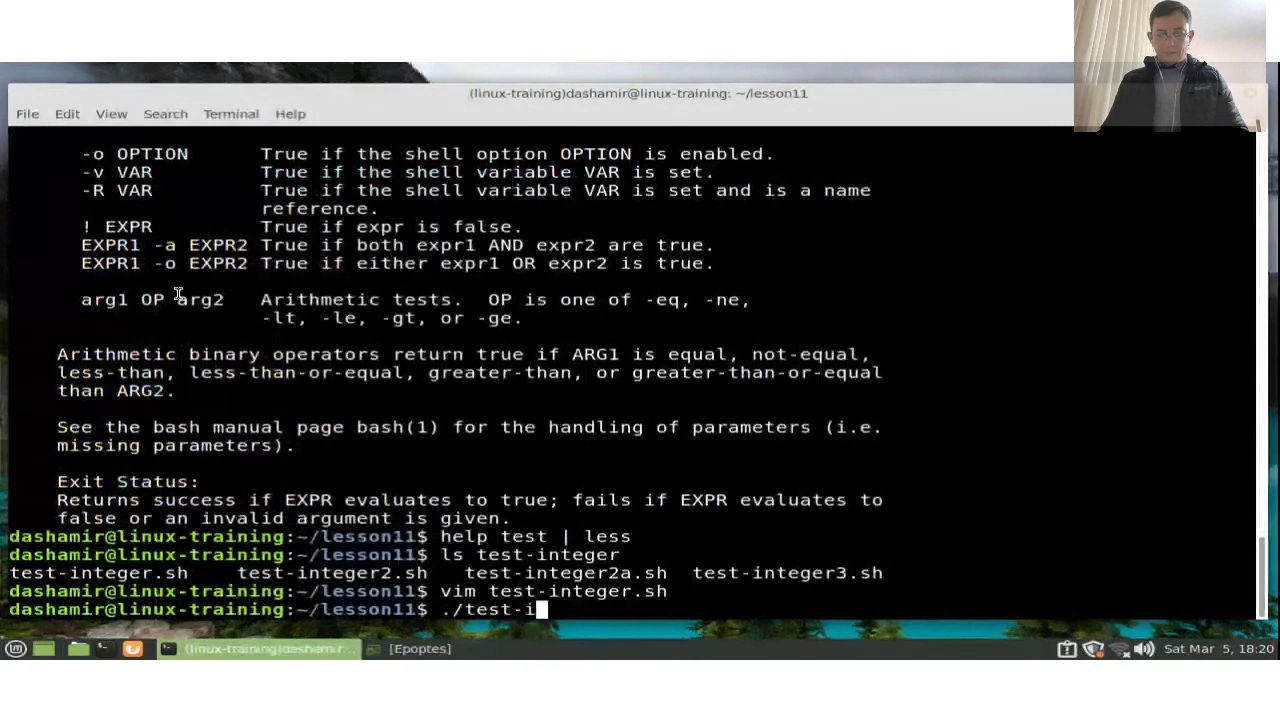 (linux-training)dashamir@linux-training: ~/lesson11
File Edit View Search Terminal Help
-o OPTION True if the shell option OPTION is enabled.
-v VAR True if the shell variable VAR is set.
-R VAR True if the shell variable VAR is set and is a name
reference.
! EXPR True if expr is false.
EXPR1 -a EXPR2 True if both expr1 AND expr2 are true.
EXPR1 -o EXPR2 True if either expr1 OR expr2 is true.
arg1 OP arg2 Arithmetic tests. OP is one of -eq, -ne,
-lt, -le, -gt, or -ge.
Arithmetic binary operators return true if ARG1 is equal, not-equal,
less-than, less-than-or-equal, greater-than, or greater-than-or-equal
than ARG2.
See the bash manual page bash(1) for the handling of parameters (i.e.
missing parameters).
Exit Status:
Returns success if EXPR evaluates to true; fails if EXPR evaluates to
false or an invalid argument is given.
dashamir@linux-training:~/lesson11$ help test | less
dashamir@linux-training:~/lesson11$ ls test-integer
test-integer.sh test-integer2.sh test-integer2a.sh test-integer3.sh
dashamir@linux-training:~/lesson11$ vim test-integer.sh
dashamir@linux-training:~/lesson11$ ./test-i
(linux-training)dashamir... [Epoptes] Sat Mar 5, 18:20